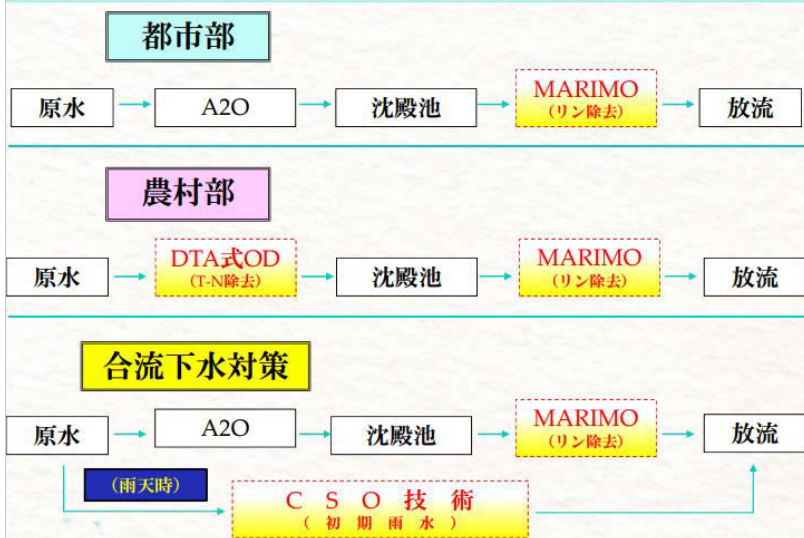 都市部
原水
A2O
沈殿池
MARIMO
(リン除去)
放流
農村部
原水
DTA式OD
(T-N除去)
沈殿池
MARIMO
(リン除去)
放流
合流下水対策
原水
A2O
沈殿池
MARIMO
(リン除去)
放流
(雨天時)
CSO技術
(初期雨水)